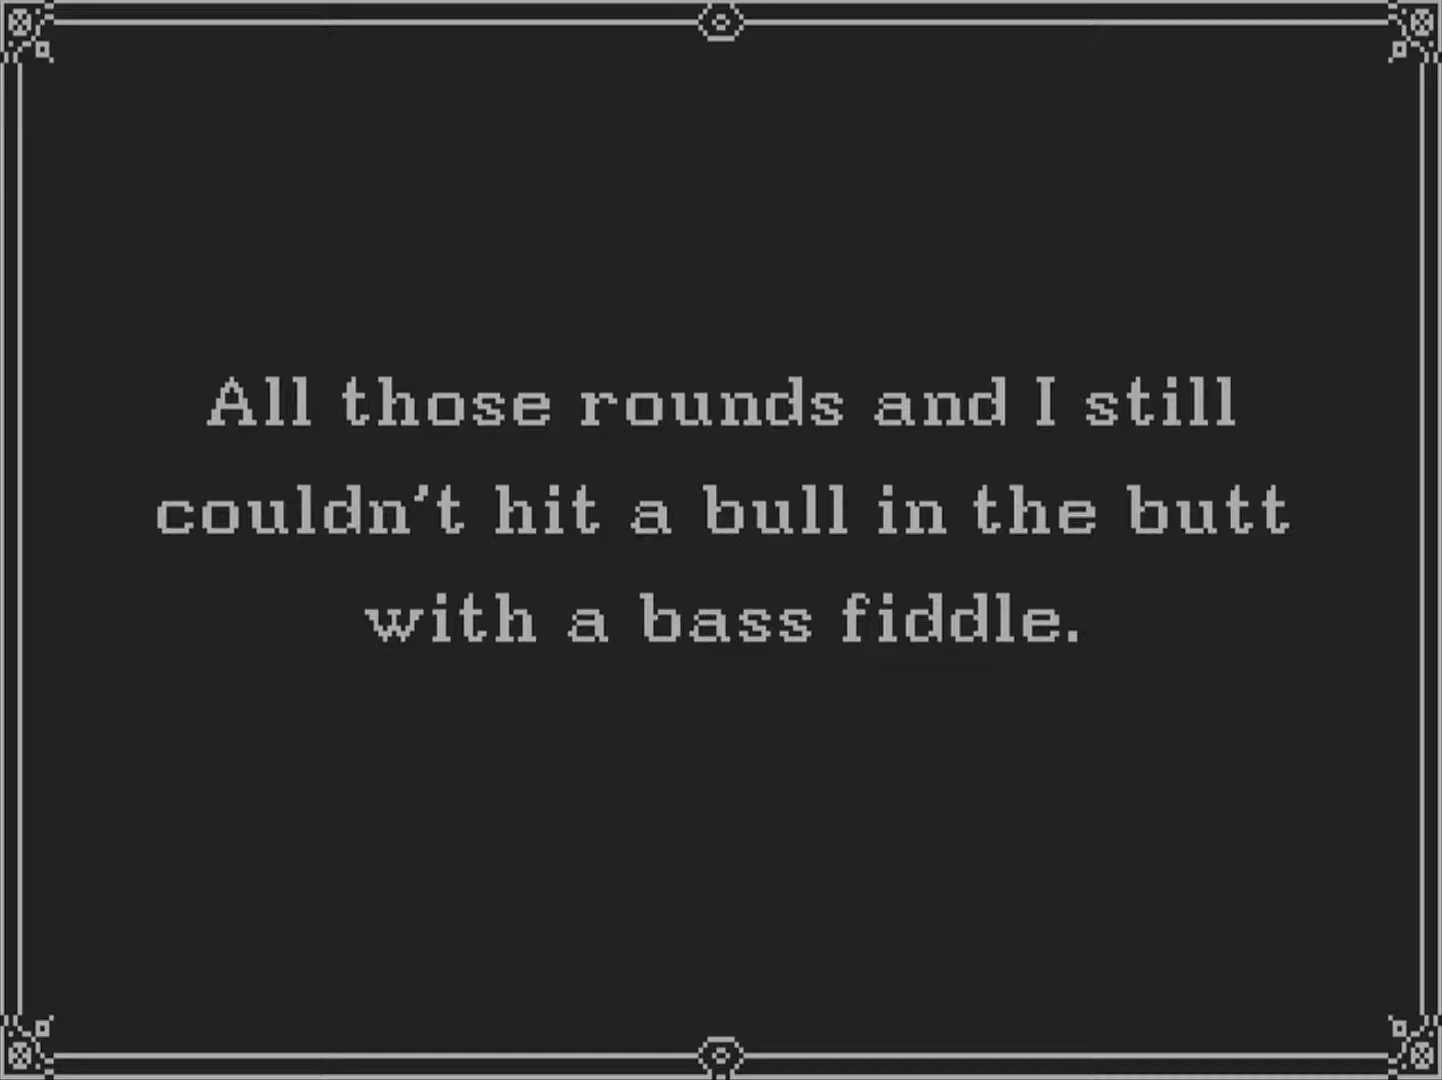 All those rounds and I still
couldn't hit a bull in the butt
with a bass fiddle.